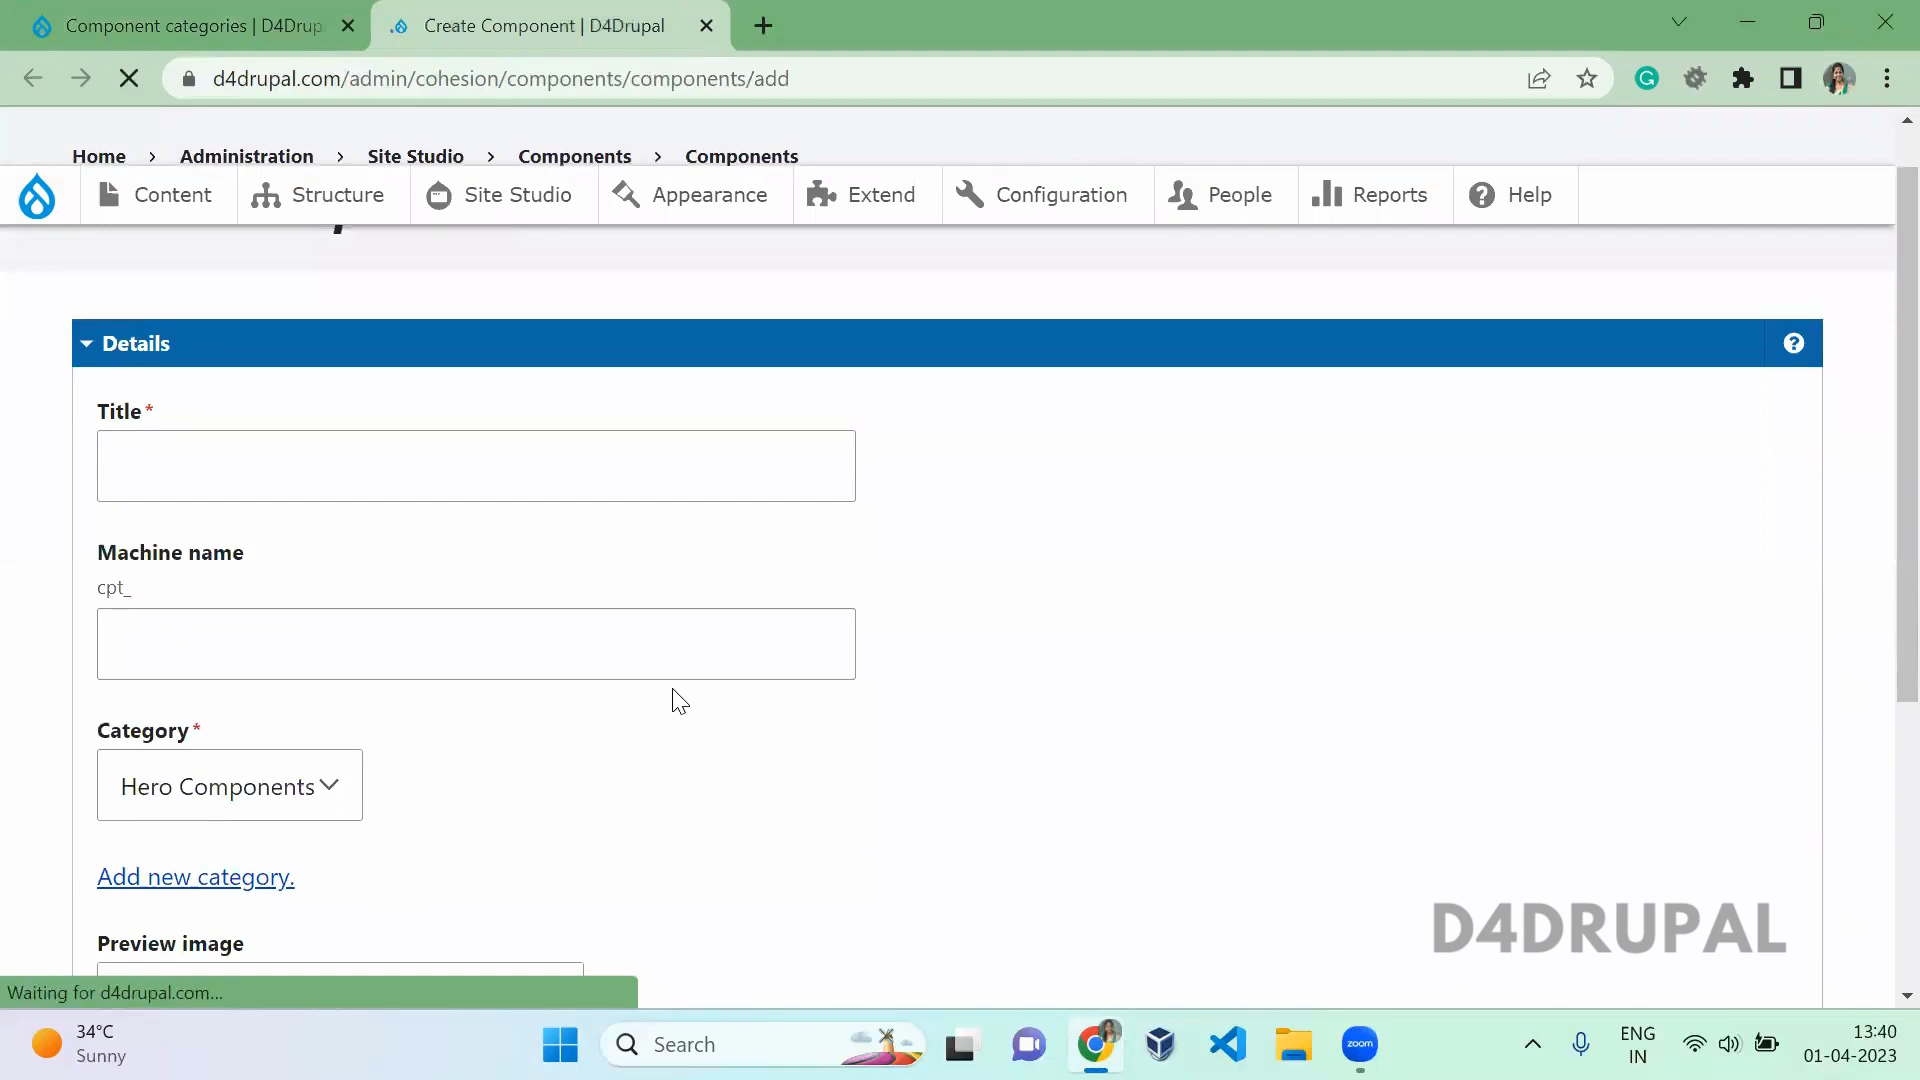 Component categories | D4Drup
Create Component | D4Drupal
d4drupal.com/admin/cohesion/components/components/add
Home > Administration > Site Studio > Components > Components
Content Structure Site Studio Appearance Extend Configuration People Reports Help
Details
Title *
Machine name
cpt_
Category *
Hero Components
Add new category.
Preview image
D4DRUPAL
Waiting for d4drupal.com...
34°C
Sunny
Search
zoom
ENG
IN
13:40
01-04-2023